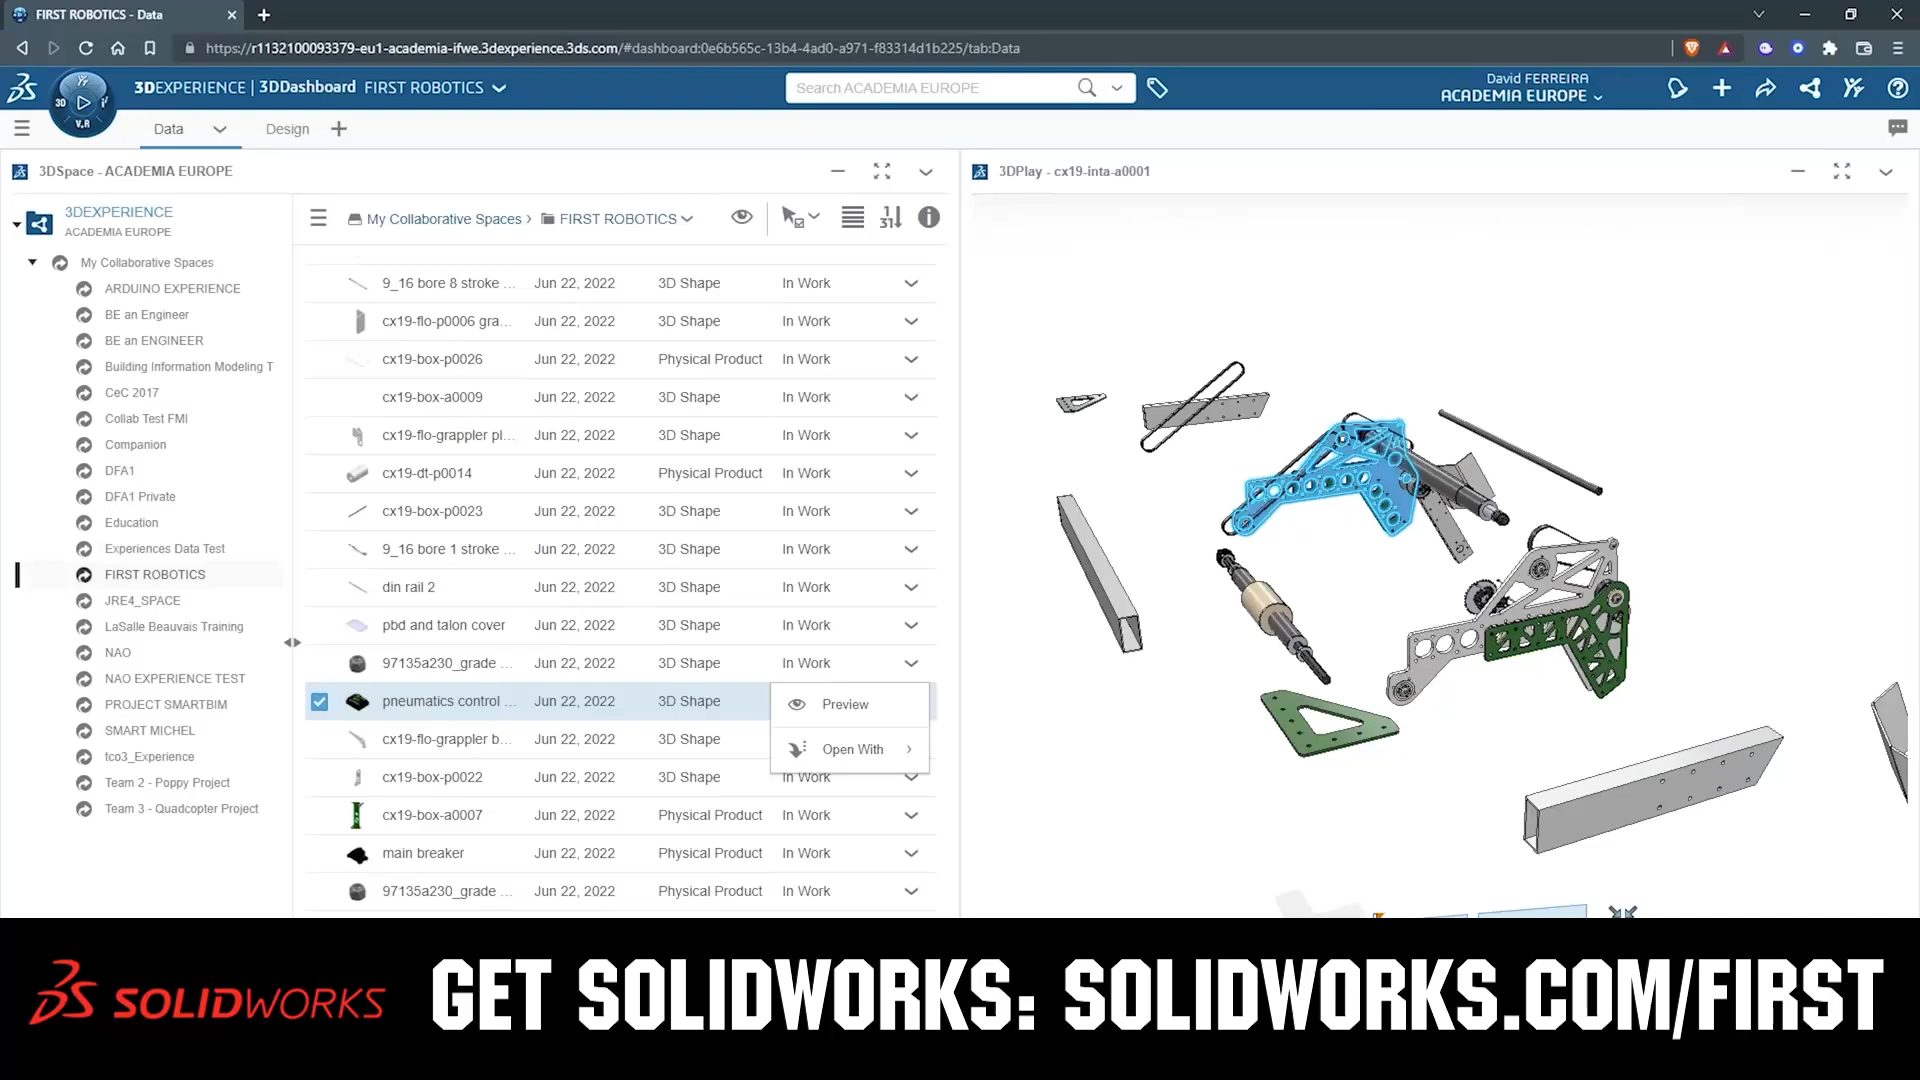 FIRST ROBOTICS - Data
https://r1132100093379-eu1-academia-ifwe.3dexperience.3ds.com/#dashboard:0e6b565c-13b4-4ad0-a971-f83314d1b225/tab:Data
3D
V.R
3DEXPERIENCE | 3DDashboard FIRST ROBOTICS
Search ACADEMIA EUROPE
David FERREIRA
ACADEMIA EUROPE
Data
Design
3DSpace - ACADEMIA EUROPE
3DPlay - cx19-inta-a0001
3DEXPERIENCE
ACADEMIA EUROPE
My Collaborative Spaces
ARDUINO EXPERIENCE
BE an Engineer
BE an ENGINEER
Building Information Modeling T
CeC 2017
Collab Test FMI
Companion
DFA1
DFA1 Private
Education
Experiences Data Test
FIRST ROBOTICS
JRE4_SPACE
LaSalle Beauvais Training
NAO
NAO EXPERIENCE TEST
PROJECT SMARTBIM
SMART MICHEL
tco3_Experience
Team 2 - Poppy Project
Team 3 - Quadcopter Project
My Collaborative Spaces › FIRST ROBOTICS
9_16 bore 8 stroke ... Jun 22, 2022 3D Shape In Work
cx19-flo-p0006 gra... Jun 22, 2022 3D Shape In Work
cx19-box-p0026 Jun 22, 2022 Physical Product In Work
cx19-box-a0009 Jun 22, 2022 3D Shape In Work
cx19-flo-grappler pl... Jun 22, 2022 3D Shape In Work
cx19-dt-p0014 Jun 22, 2022 Physical Product In Work
cx19-box-p0023 Jun 22, 2022 3D Shape In Work
9_16 bore 1 stroke ... Jun 22, 2022 3D Shape In Work
din rail 2 Jun 22, 2022 3D Shape In Work
pbd and talon cover Jun 22, 2022 3D Shape In Work
97135a230_grade ... Jun 22, 2022 3D Shape In Work
pneumatics control ... Jun 22, 2022 3D Shape
Preview
cx19-flo-grappler b... Jun 22, 2022 3D Shape
Open With
cx19-box-p0022 Jun 22, 2022 3D Shape In Work
cx19-box-a0007 Jun 22, 2022 Physical Product In Work
main breaker Jun 22, 2022 Physical Product In Work
97135a230_grade ... Jun 22, 2022 Physical Product In Work
SOLIDWORKS
GET SOLIDWORKS: SOLIDWORKS.COM/FIRST